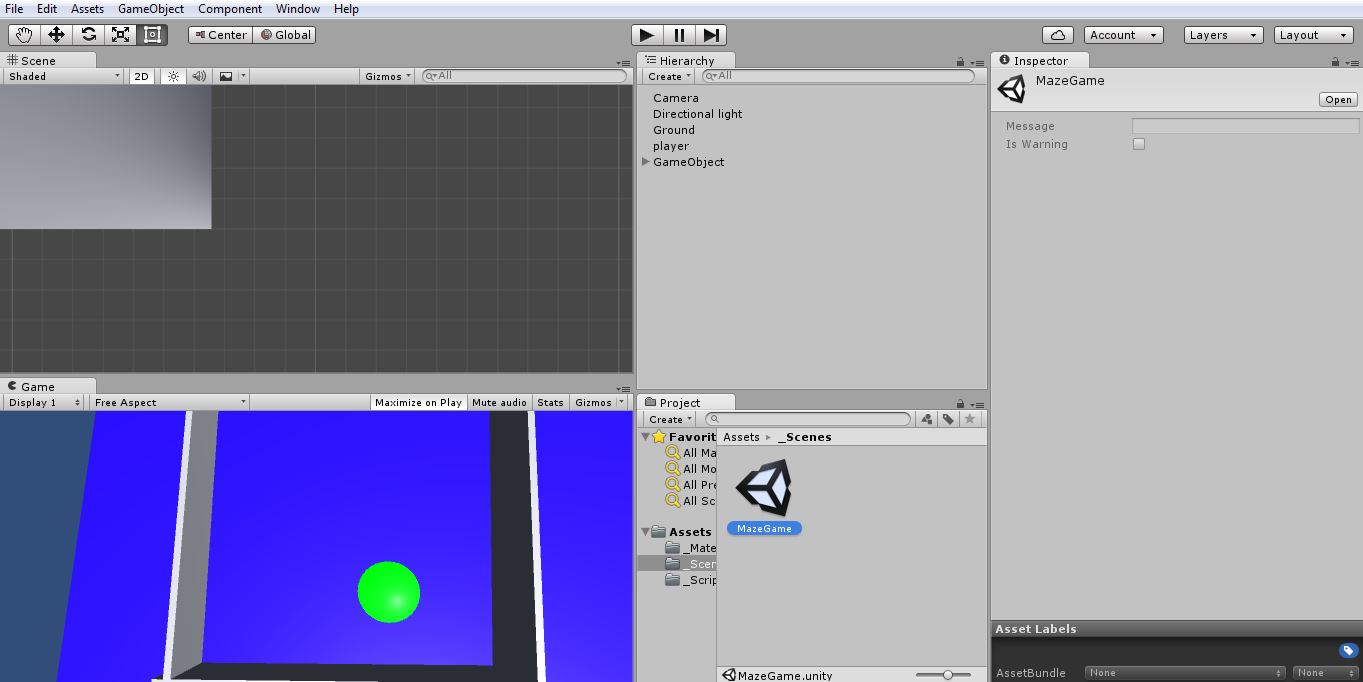 File Edit Assets GameObject Component Window Help
Center Global
Account Layers Layout
Scene
Shaded 2D Gizmos All
Hierarchy
Create All
Camera
Directional light
Ground
player
GameObject
Inspector
MazeGame
Open
Message
Is Warning
Game
Display 1 Free Aspect Maximize on Play Mute audio Stats Gizmos
Project
Create
Favorit
All Ma
All Mo
All Pre
All Sc
Assets
_Mate
_Scer
_Scrip
Assets _Scenes
MazeGame
MazeGame.unity
Asset Labels
AssetBundle None None